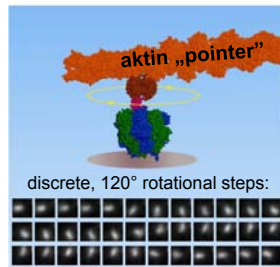 aktin „pointer”
discrete, 120° rotational steps: